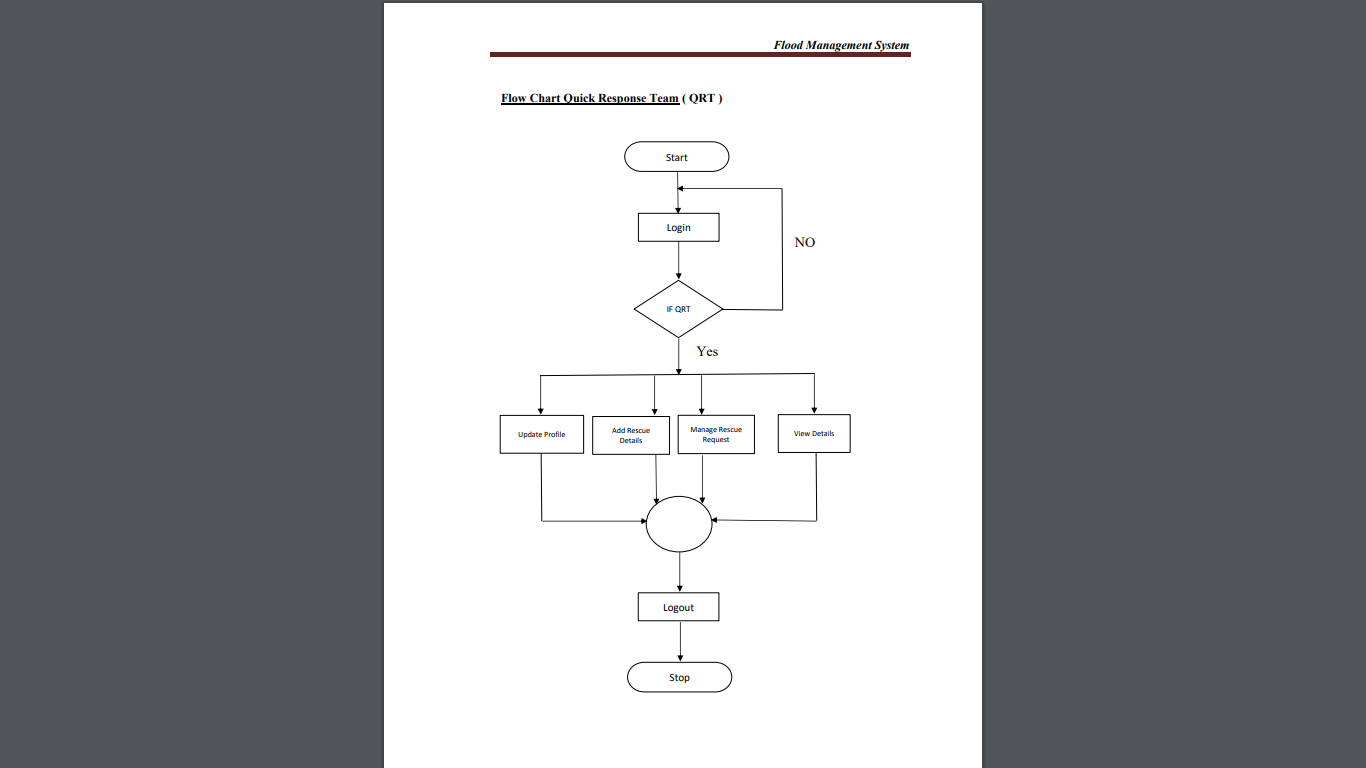 Flood Management System
Flow Chart Quick Response Team ( QRT )
Start
Login
NO
IF QRT
Yes
Update Profile
Add Rescue
Details
Manage Rescue
Request
View Details
Logout
Stop